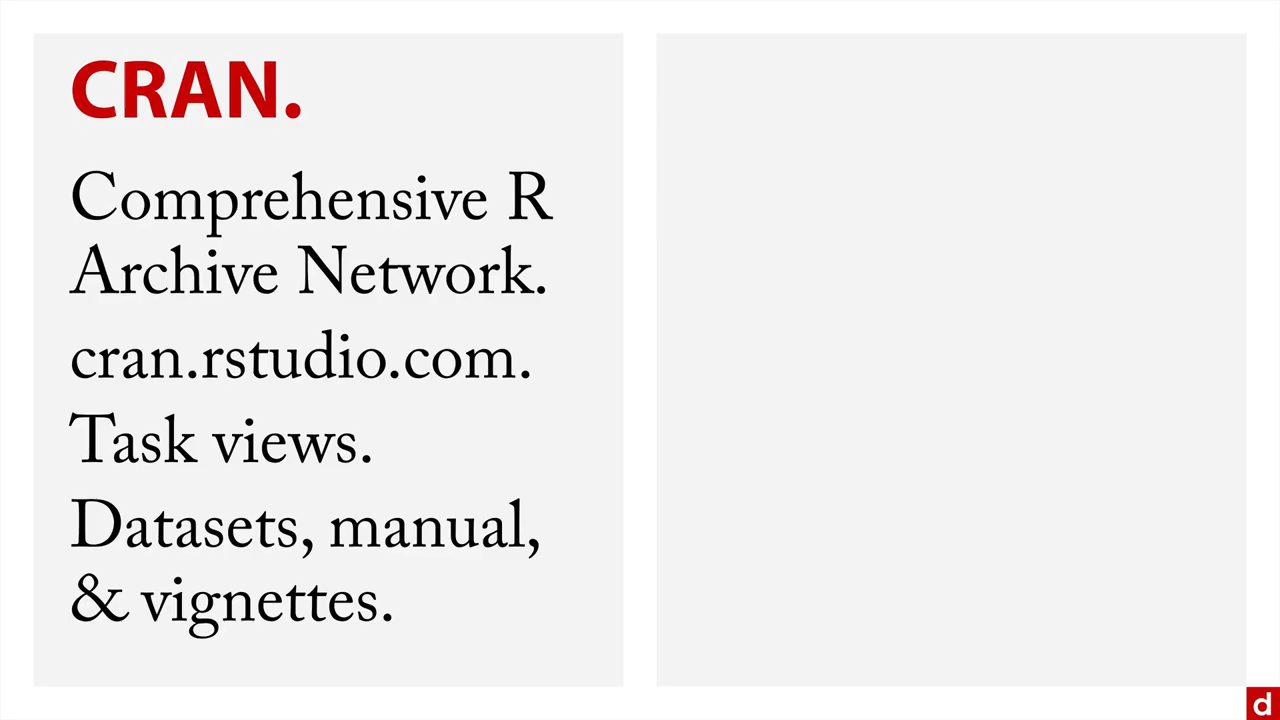 CRAN.
Comprehensive R
Archive Network.
cran.rstudio.com.
Task views.
Datasets, manual,
& vignettes.
d